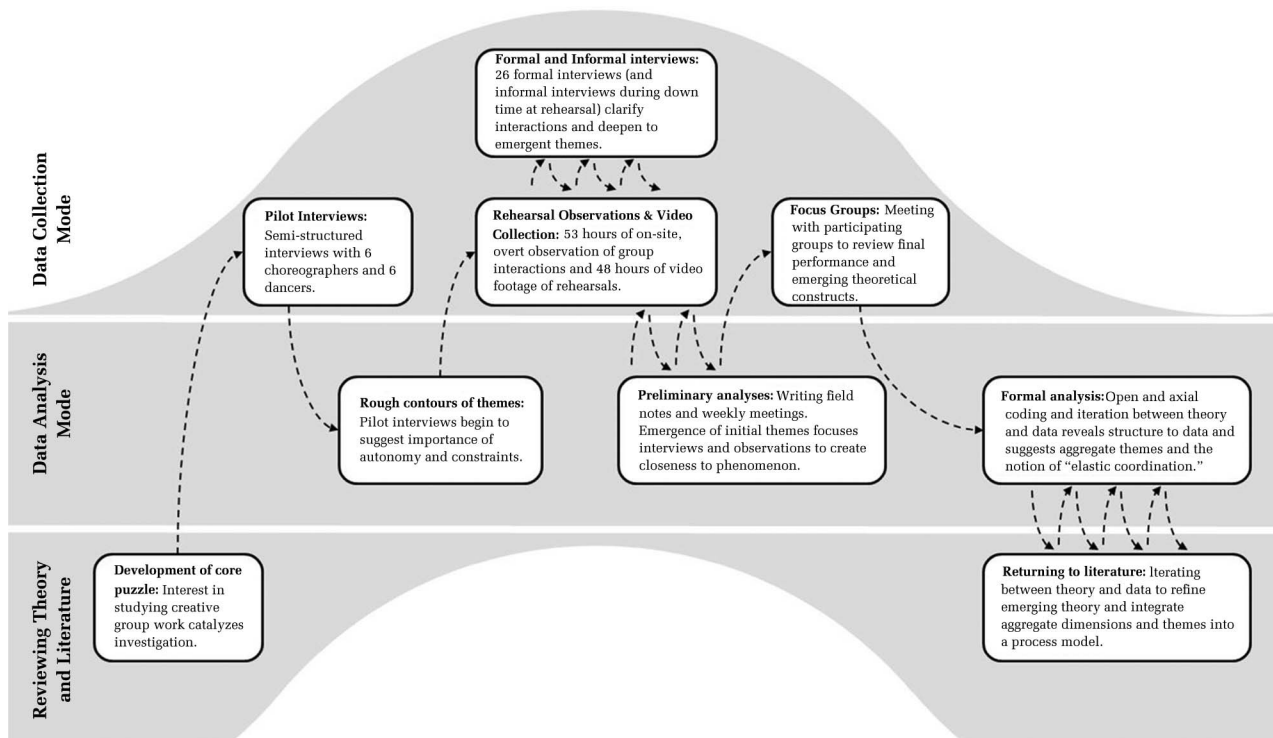 Data Collection
Mode
Formal and Informal interviews:
26 formal interviews (and
informal interviews during down
time at rehearsal) clarify
interactions and deepen to
emergent themes.
Pilot Interviews:
Semi-structured
interviews with 6
choreographers and 6
dancers.
Rehearsal Observations & Video
Collection: 53 hours of on-site,
overt observation of group
interactions and 48 hours of video
footage of rehearsals.
Focus Groups: Meeting
with participating
groups to review final
performance and
emerging theoretical
constructs.
Data Analysis
Mode
Rough contours of themes:
Pilot interviews begin to
suggest importance of
autonomy and constraints.
Preliminary analyses: Writing field
notes and weekly meetings.
Emergence of initial themes focuses
interviews and observations to create
closeness to phenomenon.
Formal analysis:Open and axial
coding and iteration between theory
and data reveals structure to data and
suggests aggregate themes and the
notion of “elastic coordination.”
Reviewing Theory
and Literature
Development of core
puzzle: Interest in
studying creative
group work catalyzes
investigation.
Returning to literature: Iterating
between theory and data to refine
emerging theory and integrate
aggregate dimensions and themes into
a process model.